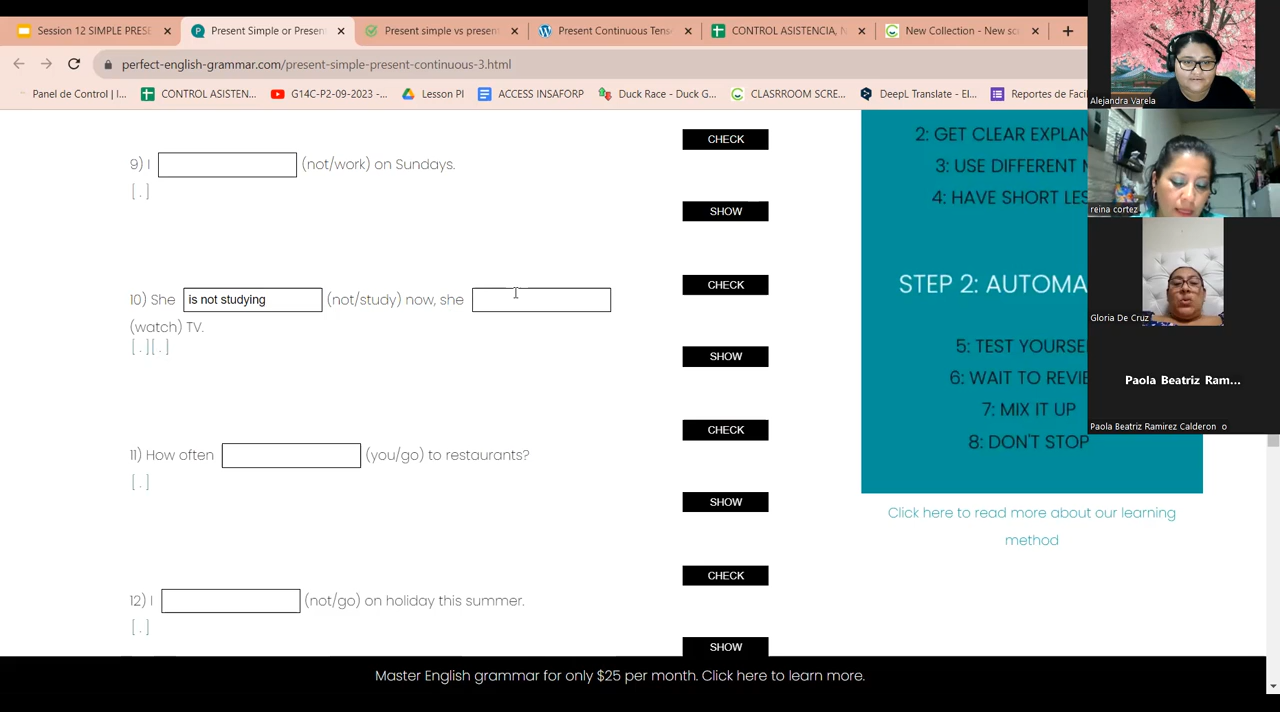 Session 12 SIMPLE PRESE
Present Simple or Presen
Present simple vs present
Present Continuous Tens
CONTROL ASISTENCIA, N
New Collection - New sc
perfect-english-grammar.com/present-simple-present-continuous-3.html
Panel de Control | I...
CONTROL ASISTEN...
G14C-P2-09-2023 -...
Lesson PI
ACCESS INSAFORP
Duck Race - Duck G...
CLASRROOM SCRE...
DeepL Translate - El...
Reportes de Facil
Alejandra Varela
reina cortez
Gloria De Cruz
Paola Beatriz Ram...
Paola Beatriz Ramirez Calderon
CHECK
9) I (not/work) on Sundays.
[ . ]
SHOW
CHECK
10) She is not studying (not/study) now, she
(watch) TV.
[ . ][ . ]
SHOW
CHECK
11) How often (you/go) to restaurants?
[ . ]
SHOW
CHECK
12) I (not/go) on holiday this summer.
[ . ]
SHOW
2: GET CLEAR EXPLAN
3: USE DIFFERENT M
4: HAVE SHORT LES
STEP 2: AUTOMA
5: TEST YOURSE
6: WAIT TO REVIE
7: MIX IT UP
8: DON'T STOP
Click here to read more about our learning
method
Master English grammar for only $25 per month. Click here to learn more.